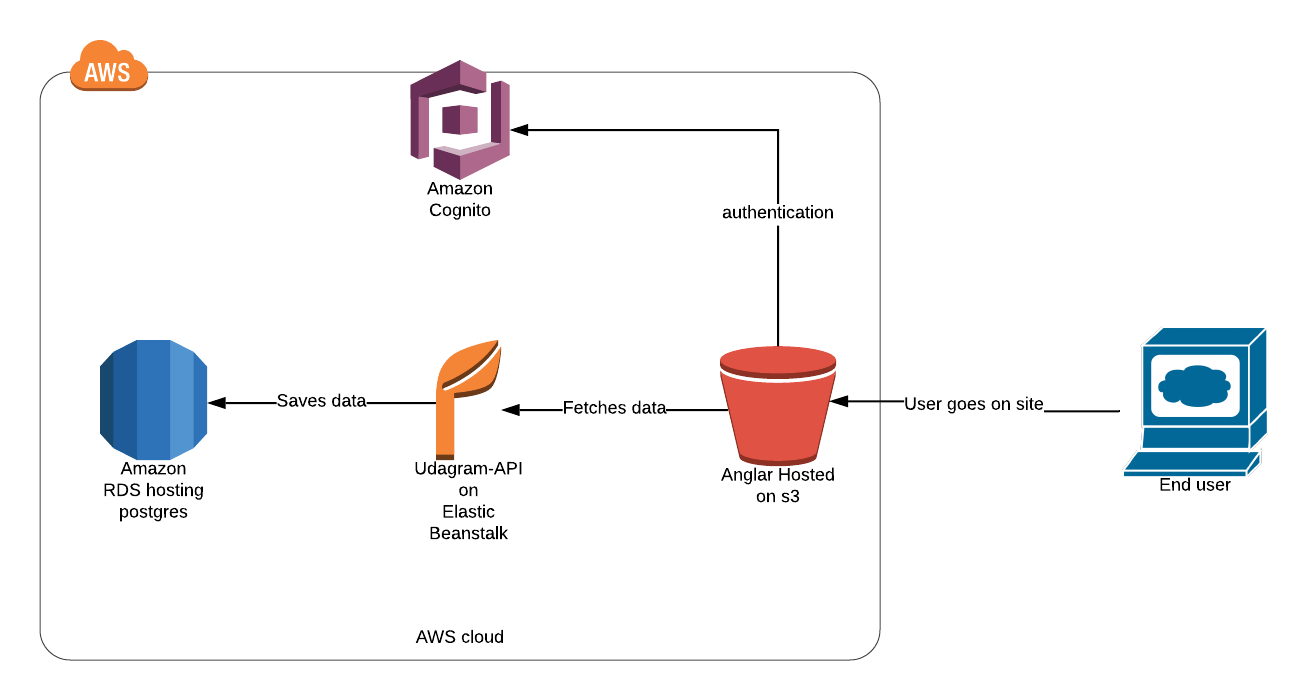 AWS
Amazon
Cognito
authentication
Saves data
Fetches data
User goes on site
Amazon
RDS hosting
postgres
Udagram-API
on
Elastic
Beanstalk
Anglar Hosted
on s3
End user
AWS cloud